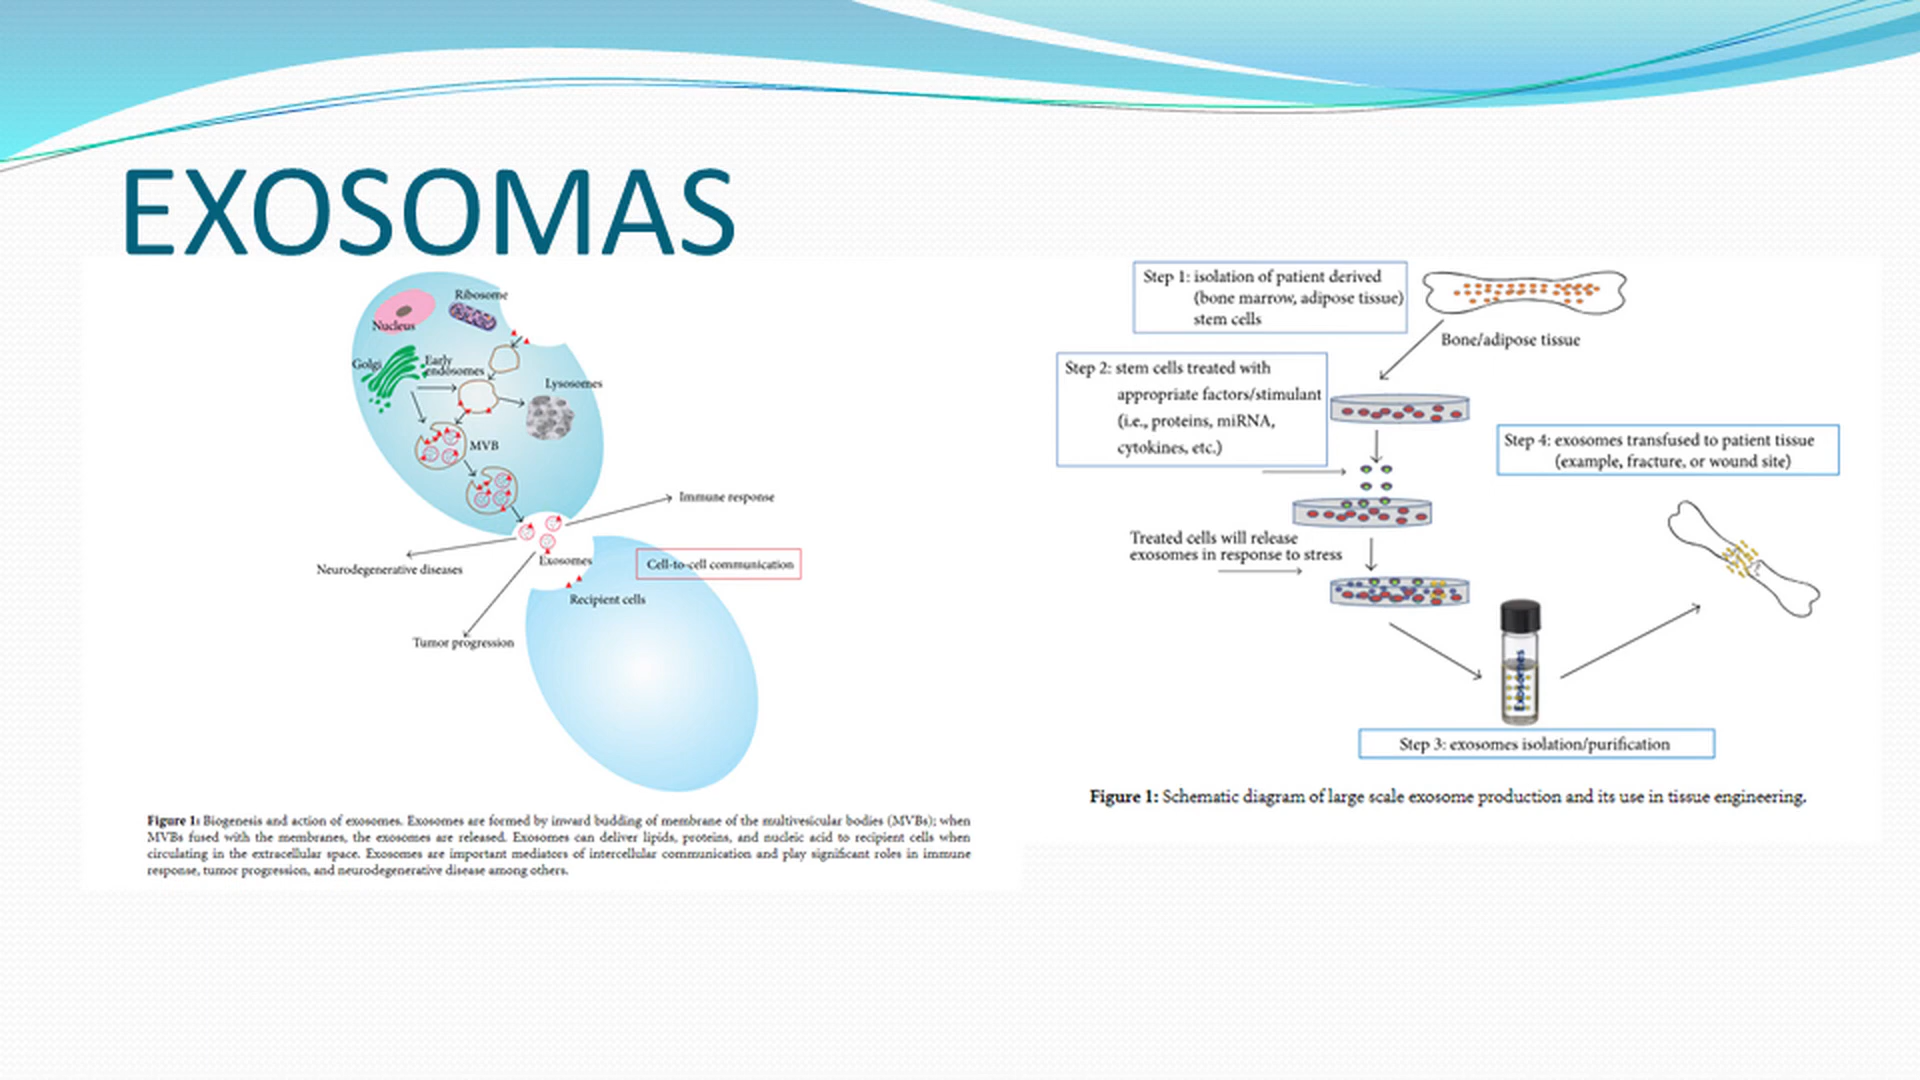 EXOSOMAS
Ribosome
Nucleus
Golgi
Early
endosomes
Lysosomes
MVB
Immune response
Exosomes
Neurodegenerative diseases
Cell-to-cell communication
Recipient cells
Tumor progression
Figure 1: Biogenesis and action of exosomes. Exosomes are formed by inward budding of membrane of the multivesicular bodies (MVBs); when
MVBs fused with the membranes, the exosomes are released. Exosomes can deliver lipids, proteins, and nucleic acid to recipient cells when
circulating in the extracellular space. Exosomes are important mediators of intercellular communication and play significant roles in immune
response, tumor progression, and neurodegenerative disease among others.
Step 1: isolation of patient derived
(bone marrow, adipose tissue)
stem cells
Bone/adipose tissue
Step 2: stem cells treated with
appropriate factors/stimulant
(i.e., proteins, miRNA,
cytokines, etc.)
Step 4: exosomes transfused to patient tissue
(example, fracture, or wound site)
Treated cells will release
exosomes in response to stress
Exosomes
Step 3: exosomes isolation/purification
Figure 1: Schematic diagram of large scale exosome production and its use in tissue engineering.